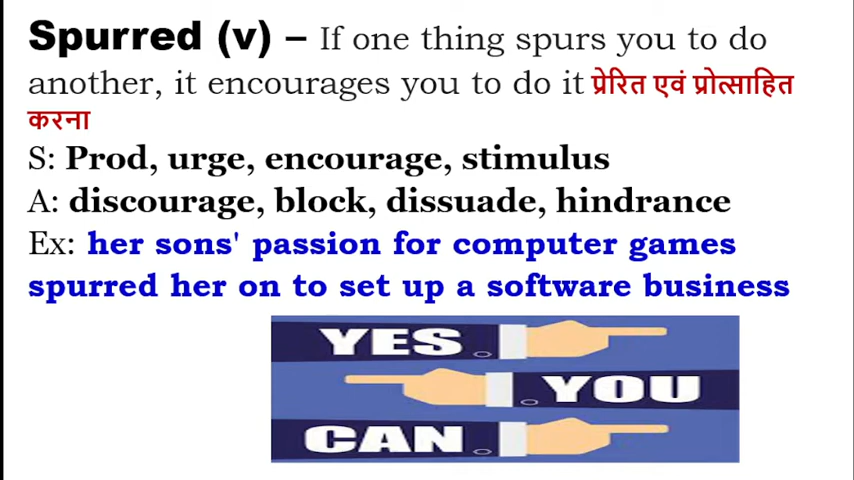 Spurred (v) – If one thing spurs you to do
another, it encourages you to do it प्रेरित एवं प्रोत्साहित
करना
S: Prod, urge, encourage, stimulus
A: discourage, block, dissuade, hindrance
Ex: her sons' passion for computer games
spurred her on to set up a software business
YES
YOU
CAN